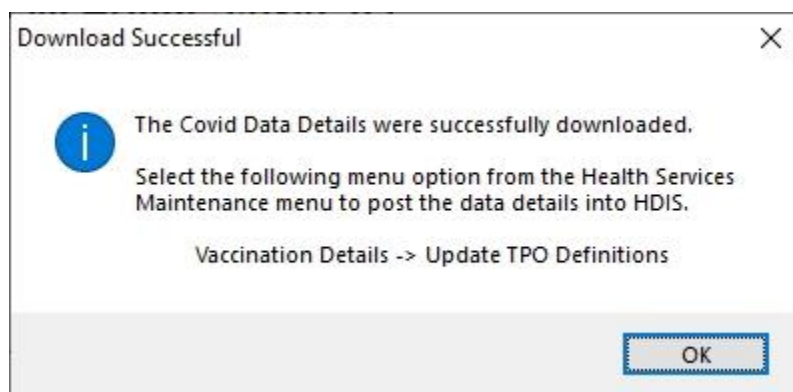 Download Successful
The Covid Data Details were successfully downloaded.
Select the following menu option from the Health Services
Maintenance menu to post the data details into HDIS.
Vaccination Details -> Update TPO Definitions
OK